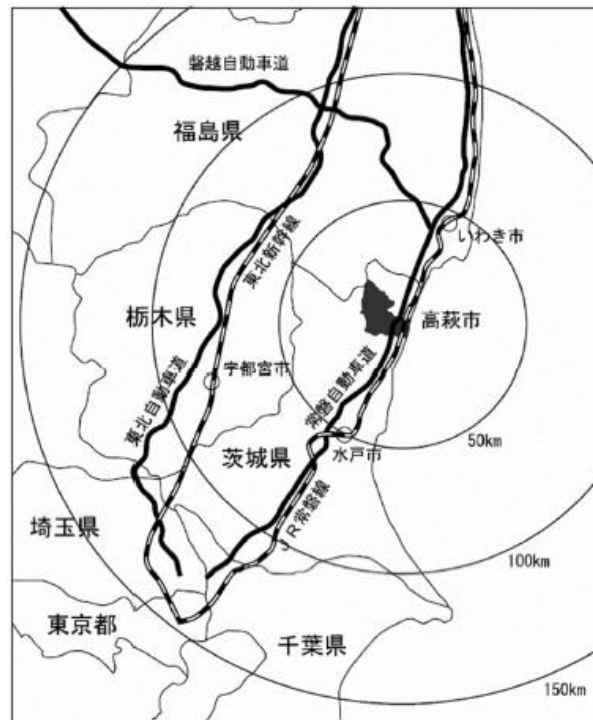 磐越自動車道
福島県
いわき市
東北新幹線
栃木県
高萩市
宇都宮市
東北自動車道
常磐自動車道
50km
水戸市
茨城県
JR常磐線
埼玉県
100km
東京都
千葉県
150km